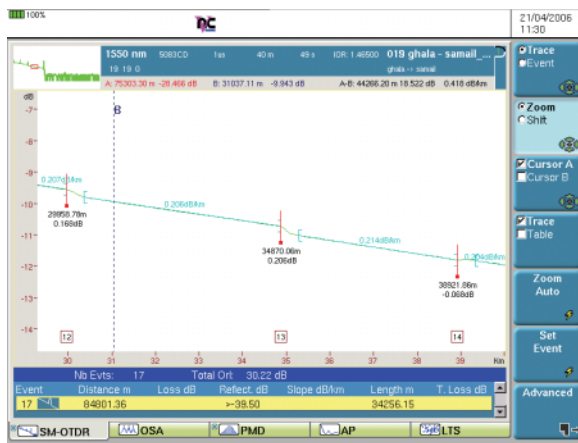 100%
21/04/2006
11:30
1550 nm 5083CD 1us 40 m 49 s IOR: 1.46500 019 ghala - samail_...
19 19 0 ghala -> samail
A: 75303.30 m -28.466 dB B: 31037.11 m -9.943 dB A-B: 44266.20 m 18.522 dB 0.418 dB/km
dB
B
-7
-8
-9
-10
-11
-12
-13
-14
0.207dB/km
0.206dB/km
0.214dB/km
0.204dB/km
29958.78m
0.168dB
34870.06m
0.206dB
38921.66m
-0.068dB
12
13
14
30 31 32 33 34 35 36 37 38 39 Km
Nb Evts: 17 Total Orl: 30.22 dB
Event Distance m Loss dB Reflect. dB Slope dB/km Length m T. Loss dB
17 84801.36 >-39.50 34256.15
SM-OTDR OSA PMD AP LTS
Trace
Event
Zoom
Shift
Cursor A
Cursor B
Trace
Table
Zoom
Auto
Set
Event
Advanced